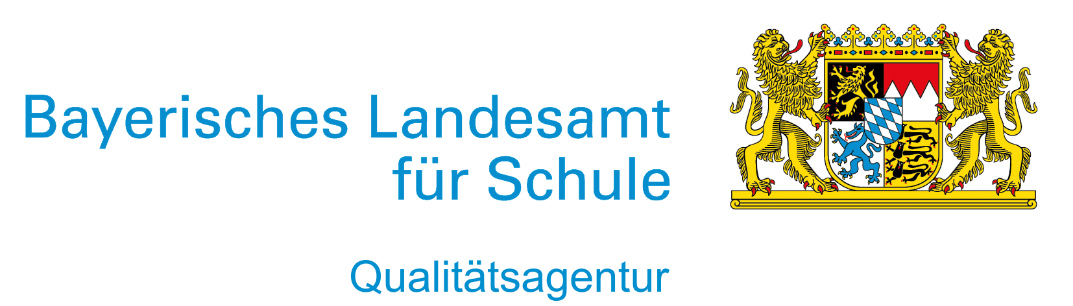 Bayerisches Landesamt
für Schule
Qualitätsagentur